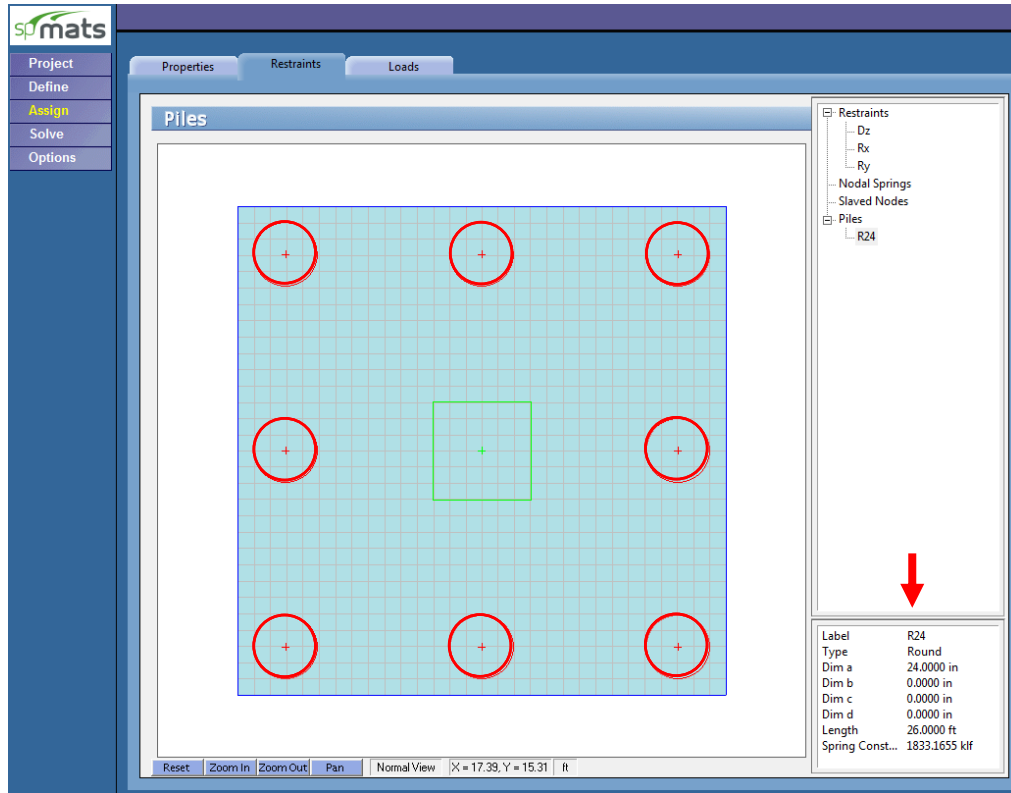 spmats
Project
Define
Assign
Solve
Options
Properties Restraints Loads
Piles
Restraints
Dz
Rx
Ry
Nodal Springs
Slaved Nodes
Piles
R24
Label R24
Type Round
Dim a 24.0000 in
Dim b 0.0000 in
Dim c 0.0000 in
Dim d 0.0000 in
Length 26.0000 ft
Spring Const... 1833.1655 klf
Reset Zoom In Zoom Out Pan Normal View X = 17.39, Y = 15.31 ft